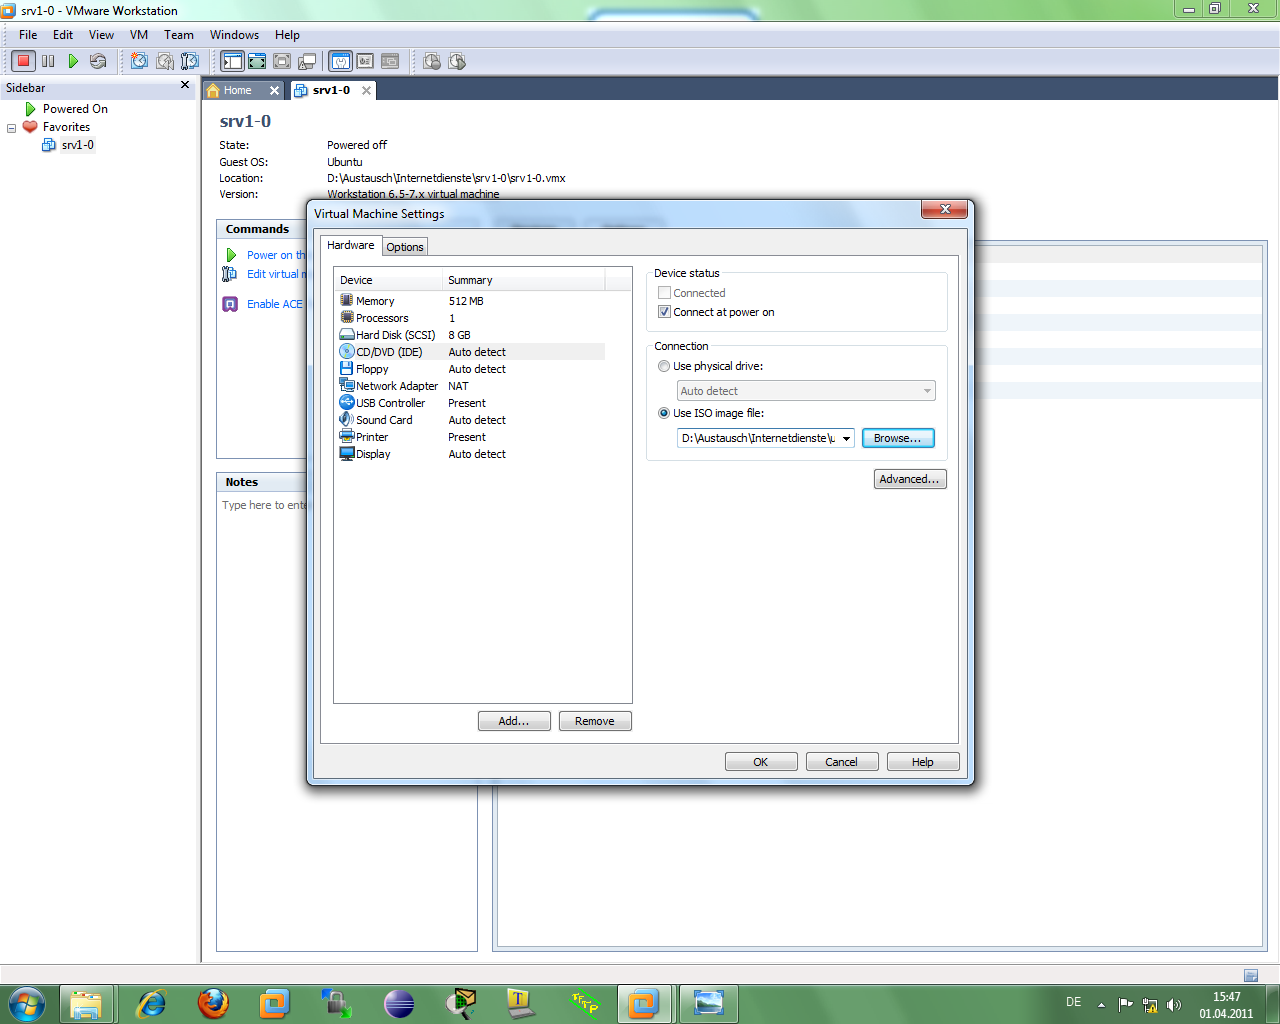 srv1-0 - VMware Workstation
File Edit View VM Team Windows Help
Sidebar
Powered On
Favorites
srv1-0
Home
srv1-0
srv1-0
State: Powered off
Guest OS: Ubuntu
Location: D:\Austausch\Internetdienste\srv1-0\srv1-0.vmx
Version: Workstation 6.5-7.x virtual machine
Commands
Power on th
Edit virtual m
Enable ACE
Notes
Type here to ente
Virtual Machine Settings
Hardware Options
Device Summary
Memory 512 MB
Processors 1
Hard Disk (SCSI) 8 GB
CD/DVD (IDE) Auto detect
Floppy Auto detect
Network Adapter NAT
USB Controller Present
Sound Card Auto detect
Printer Present
Display Auto detect
Add... Remove
Device status
Connected
Connect at power on
Connection
Use physical drive:
Auto detect
Use ISO image file:
D:\Austausch\Internetdienste\u
Browse...
Advanced...
OK Cancel Help
DE
15:47
01.04.2011